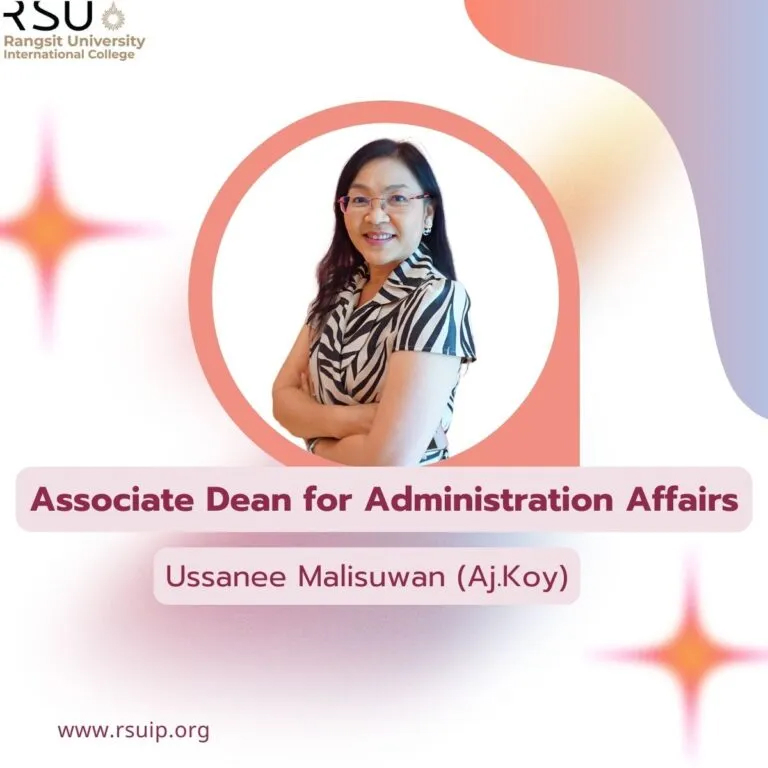 RSU
Rangsit University
International College
Associate Dean for Administration Affairs
Ussanee Malisuwan (Aj.Koy)
www.rsuip.org